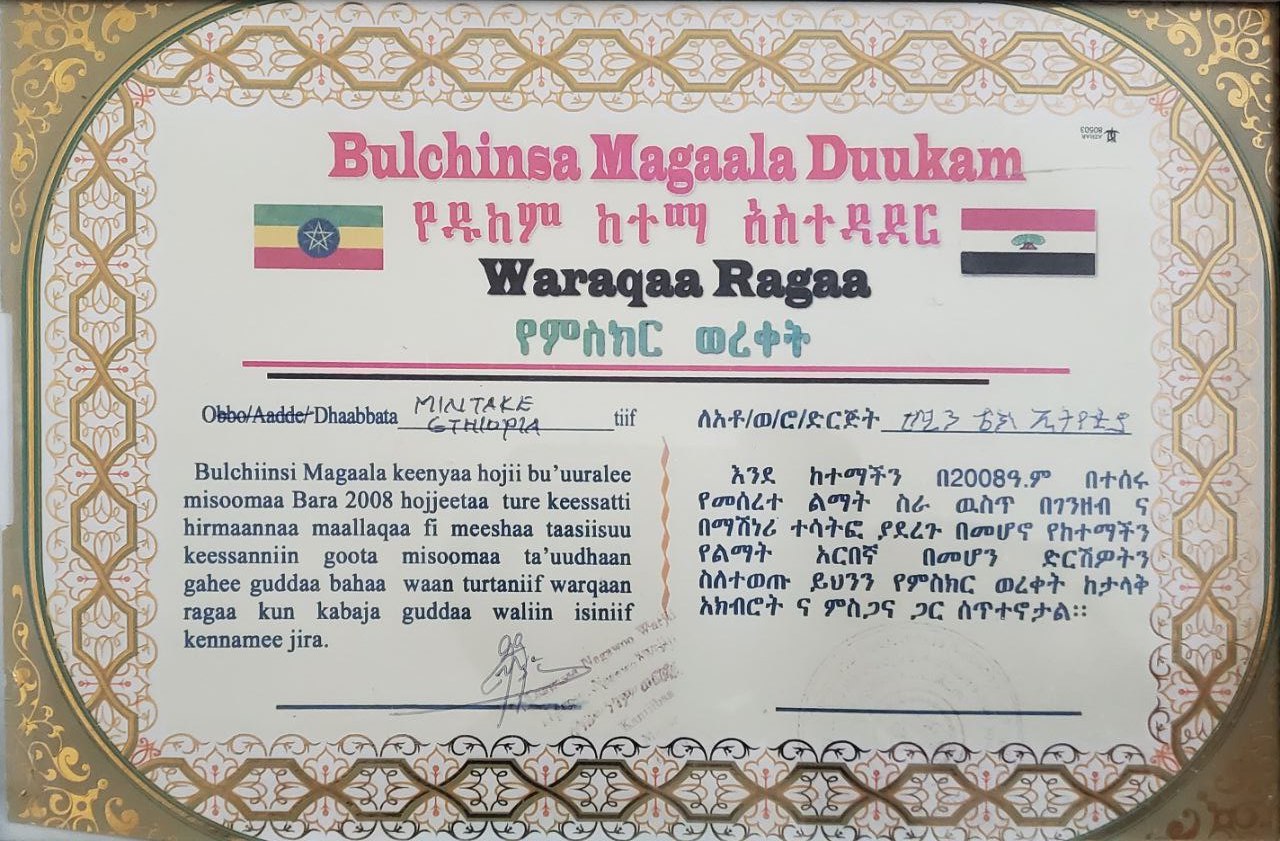 Bulchinsa Magaala Duukam
የዱከም ከተማ አስተዳደር
Waraqaa Ragaa
የምስክር ወረቀት
AZHAR
80503
Obbo/Aadde/Dhaabbata MINTAKE ETHIOPIA tiif
Bulchiinsi Magaala keenyaa hojii bu'uuralee
misoomaa Bara 2008 hojjeetaa ture keessatti
hirmaannaa maallaqaa fi meeshaa taasiisuu
keessanniin goota misoomaa ta'uudhaan
gahee guddaa bahaa waan turtaniif warqaan
ragaa kun kabaja guddaa waliin isiniif
kennamee jira.
ለአቶ/ወ/ሮ/ድርጅት ኢትዮጵያ
እንደ ከተማችን በ2008ዓ.ም በተሰሩ
የመሰረተ ልማት ስራ ዉስጥ በገንዘብ ና
በማሽነሪ ተሳትፎ ያደረጉ በመሆኖ የከተማችን
የልማት አርበኛ በመሆን ድርሽዎትን
ስለተወጡ ይህንን የምስክር ወረቀት ከታላቅ
አክብሮት ና ምስጋና ጋር ሰጥተኖታል።